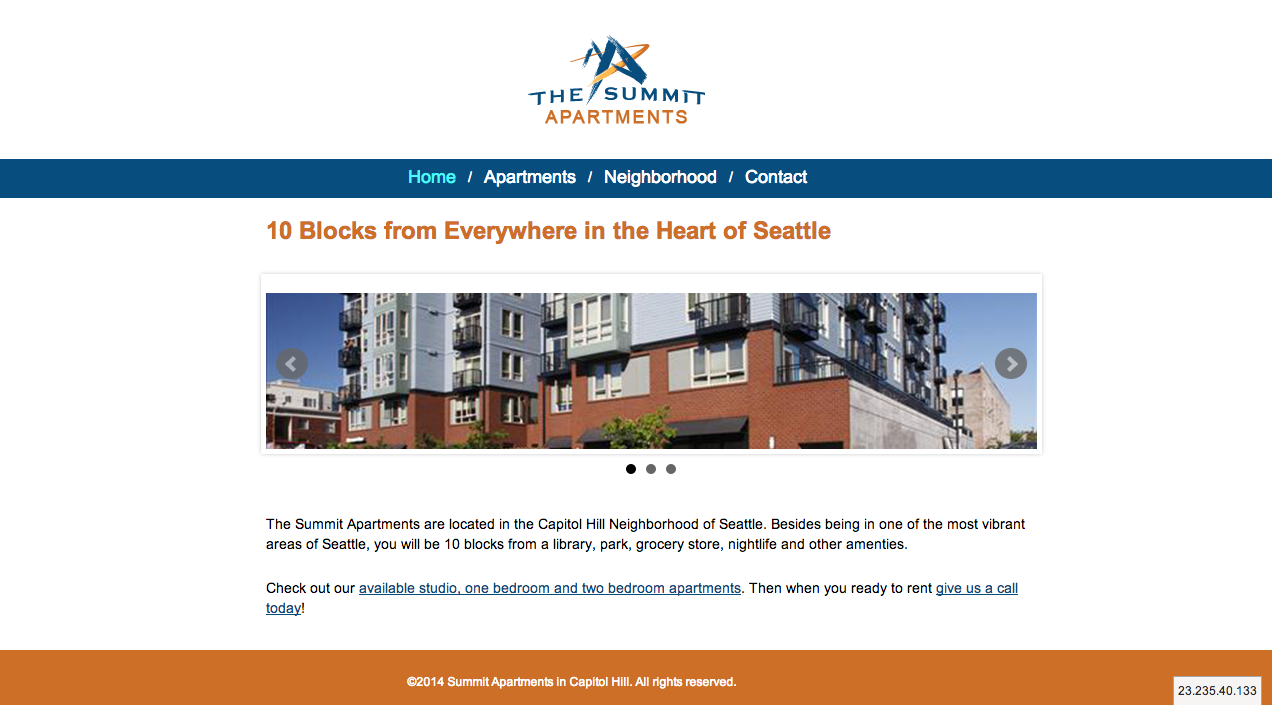 THE SUMMIT
APARTMENTS
Home / Apartments / Neighborhood / Contact
10 Blocks from Everywhere in the Heart of Seattle
The Summit Apartments are located in the Capitol Hill Neighborhood of Seattle. Besides being in one of the most vibrant
areas of Seattle, you will be 10 blocks from a library, park, grocery store, nightlife and other amenties.
Check out our available studio, one bedroom and two bedroom apartments. Then when you ready to rent give us a call
today!
©2014 Summit Apartments in Capitol Hill. All rights reserved.
23.235.40.133